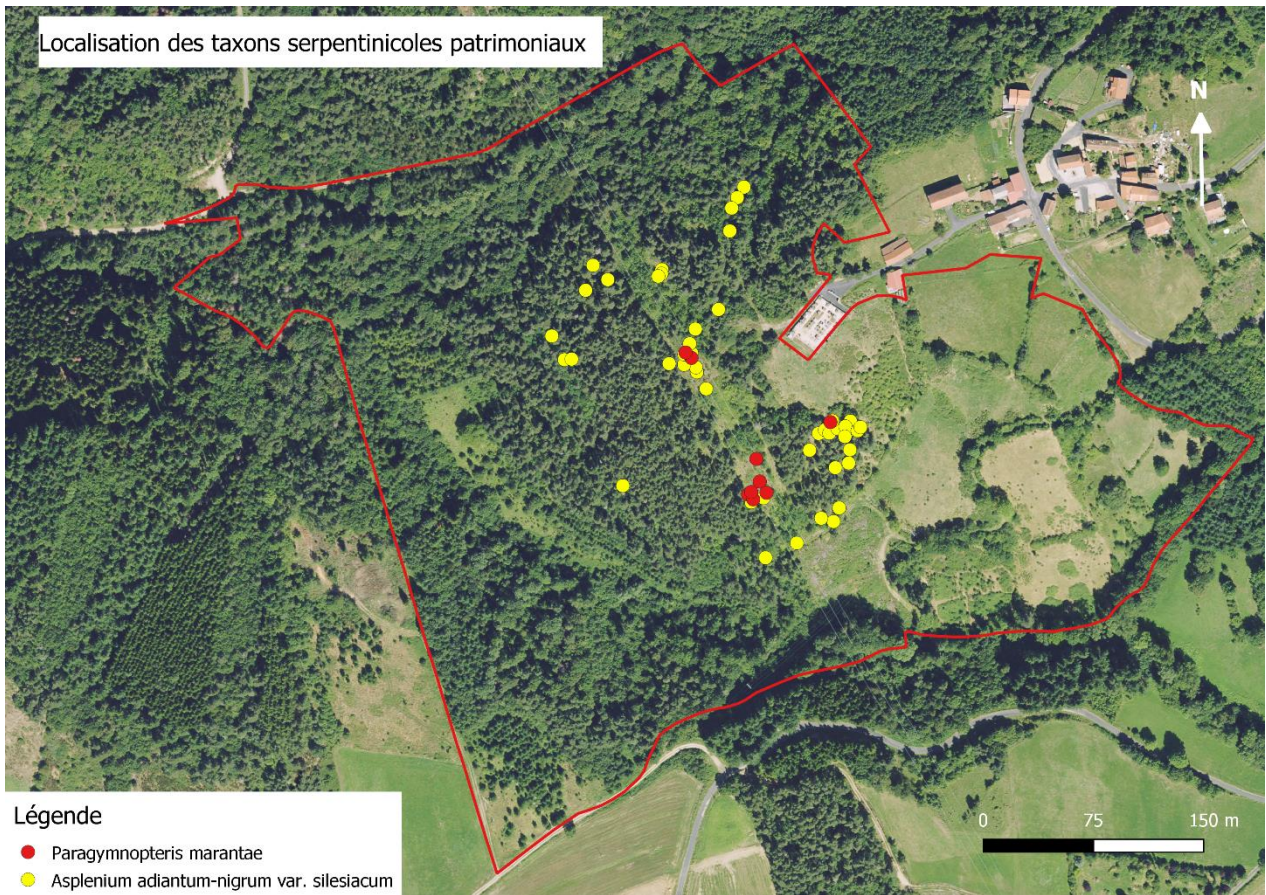 Localisation des taxons serpentinicoles patrimoniaux
N
0 75 150 m
Légende
Paragymnopteris marantae
Asplenium adiantum-nigrum var. silesiacum